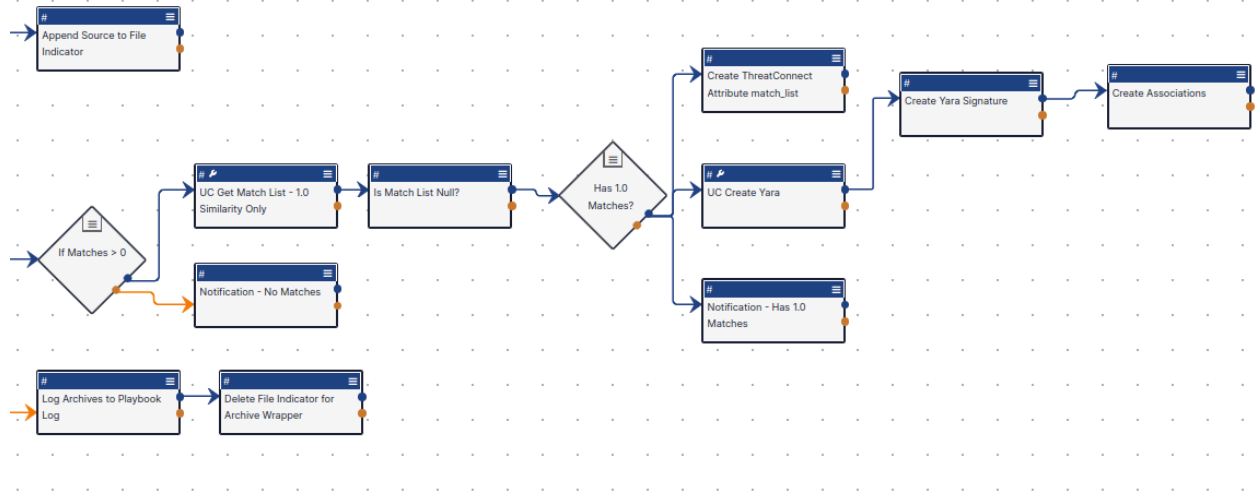 #
Append Source to File
Indicator
#
Create ThreatConnect
Attribute match_list
#
Create Yara Signature
#
Create Associations
#
UC Get Match List - 1.0
Similarity Only
#
Is Match List Null?
Has 1.0
Matches?
#
UC Create Yara
If Matches > 0
#
Notification - No Matches
#
Notification - Has 1.0
Matches
#
Log Archives to Playbook
Log
#
Delete File Indicator for
Archive Wrapper